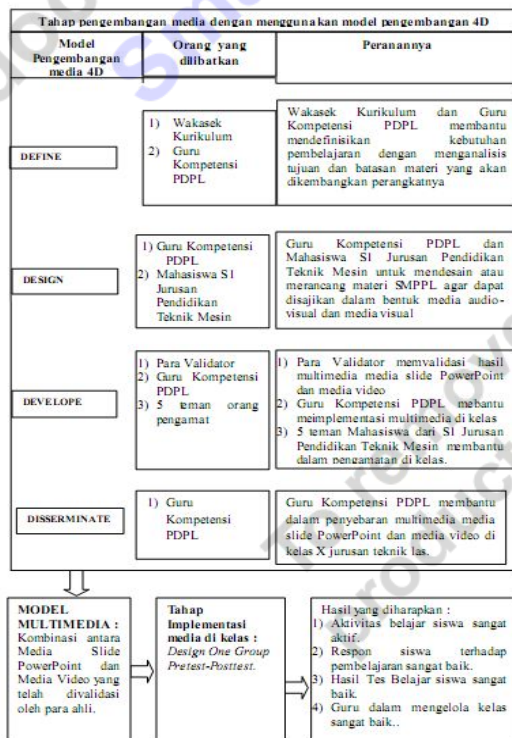 Tahap pengembangan media dengan menggunakan model pengembangan 4D
Model
Pengembangan
media 4D
Orang yang
dilibatkan
Peranannya
DEFINE
1) Wakasek
Kurikulum
2) Guru
Kompetensi
PDPL
Wakasek Kurikulum dan Guru
Kompetensi PDPL membantu
mendefinisikan kebutuhan
pembelajaran dengan menganalisis
tujuan dan batasan materi yang akan
dikembangkan perangkatnya
DESIGN
1) Guru Kompetensi
PDPL
2) Mahasiswa S1
Jurusan
Pendidikan
Teknik Mesin
Guru Kompetensi PDPL dan
Mahasiswa S1 Jurusan Pendidikan
Teknik Mesin untuk mendesain atau
merancang materi SMPPL agar dapat
disajikan dalam bentuk media audio-
visual dan media visual
DEVELOPE
1) Para Validator
2) Guru Kompetensi
PDPL
3) 5 teman orang
pengamat
1) Para Validator memvalidasi hasil
multimedia media slide PowerPoint
dan media video
2) Guru Kompetensi PDPL mebantu
meimplementasi multimedia di kelas
3) 5 teman Mahasiswa dari S1 Jurusan
Pendidikan Teknik Mesin membantu
dalam pengamatan di kelas.
DISSERMINATE
1) Guru
Kompetensi
PDPL
Guru Kompetensi PDPL membantu
dalam penyebaran multimedia media
slide PowerPoint dan media video di
kelas X jurusan teknik las.
MODEL
MULTIMEDIA :
Kombinasi antara
Media Slide
PowerPoint dan
Media Video yang
telah divalidasi
oleh para ahli.
Tahap
Implementasi
media di kelas :
Design One Group
Pretest-Posttest.
Hasil yang diharapkan :
1) Aktivitas belajar siswa sangat
aktif.
2) Respon siswa terhadap
pembelajaran sangat baik.
3) Hasil Tes Belajar siswa sangat
baik.
4) Guru dalam mengelola kelas
sangat baik..